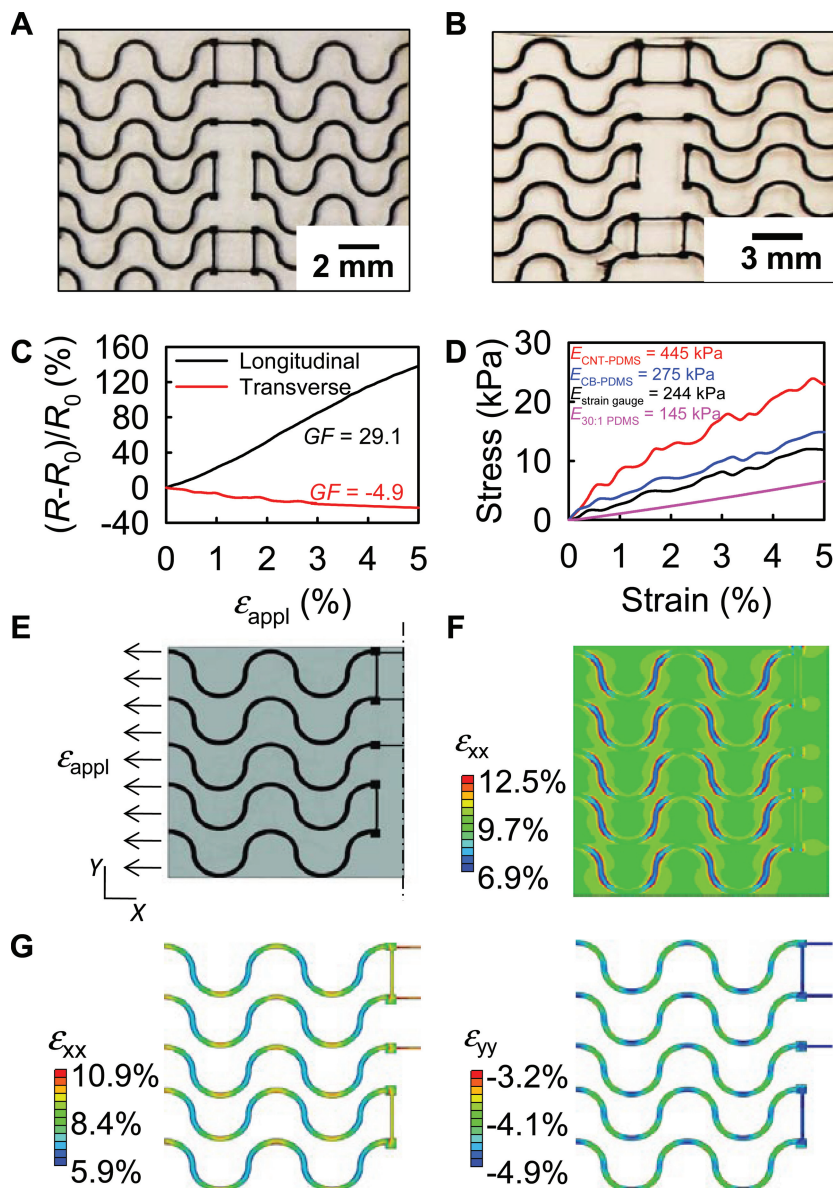 A
B
2 mm
3 mm
C
(R-R0)/R0 (%)
160
120
80
40
0
-40
Longitudinal
Transverse
GF = 29.1
GF = -4.9
0 1 2 3 4 5
εappl (%)
D
Stress (kPa)
30
20
10
0
ECNT-PDMS = 445 kPa
ECB-PDMS = 275 kPa
Estrain gauge = 244 kPa
E30:1 PDMS = 145 kPa
0 1 2 3 4 5
Strain (%)
E
εappl
Y
X
F
εxx
12.5%
9.7%
6.9%
G
εxx
10.9%
8.4%
5.9%
εyy
-3.2%
-4.1%
-4.9%